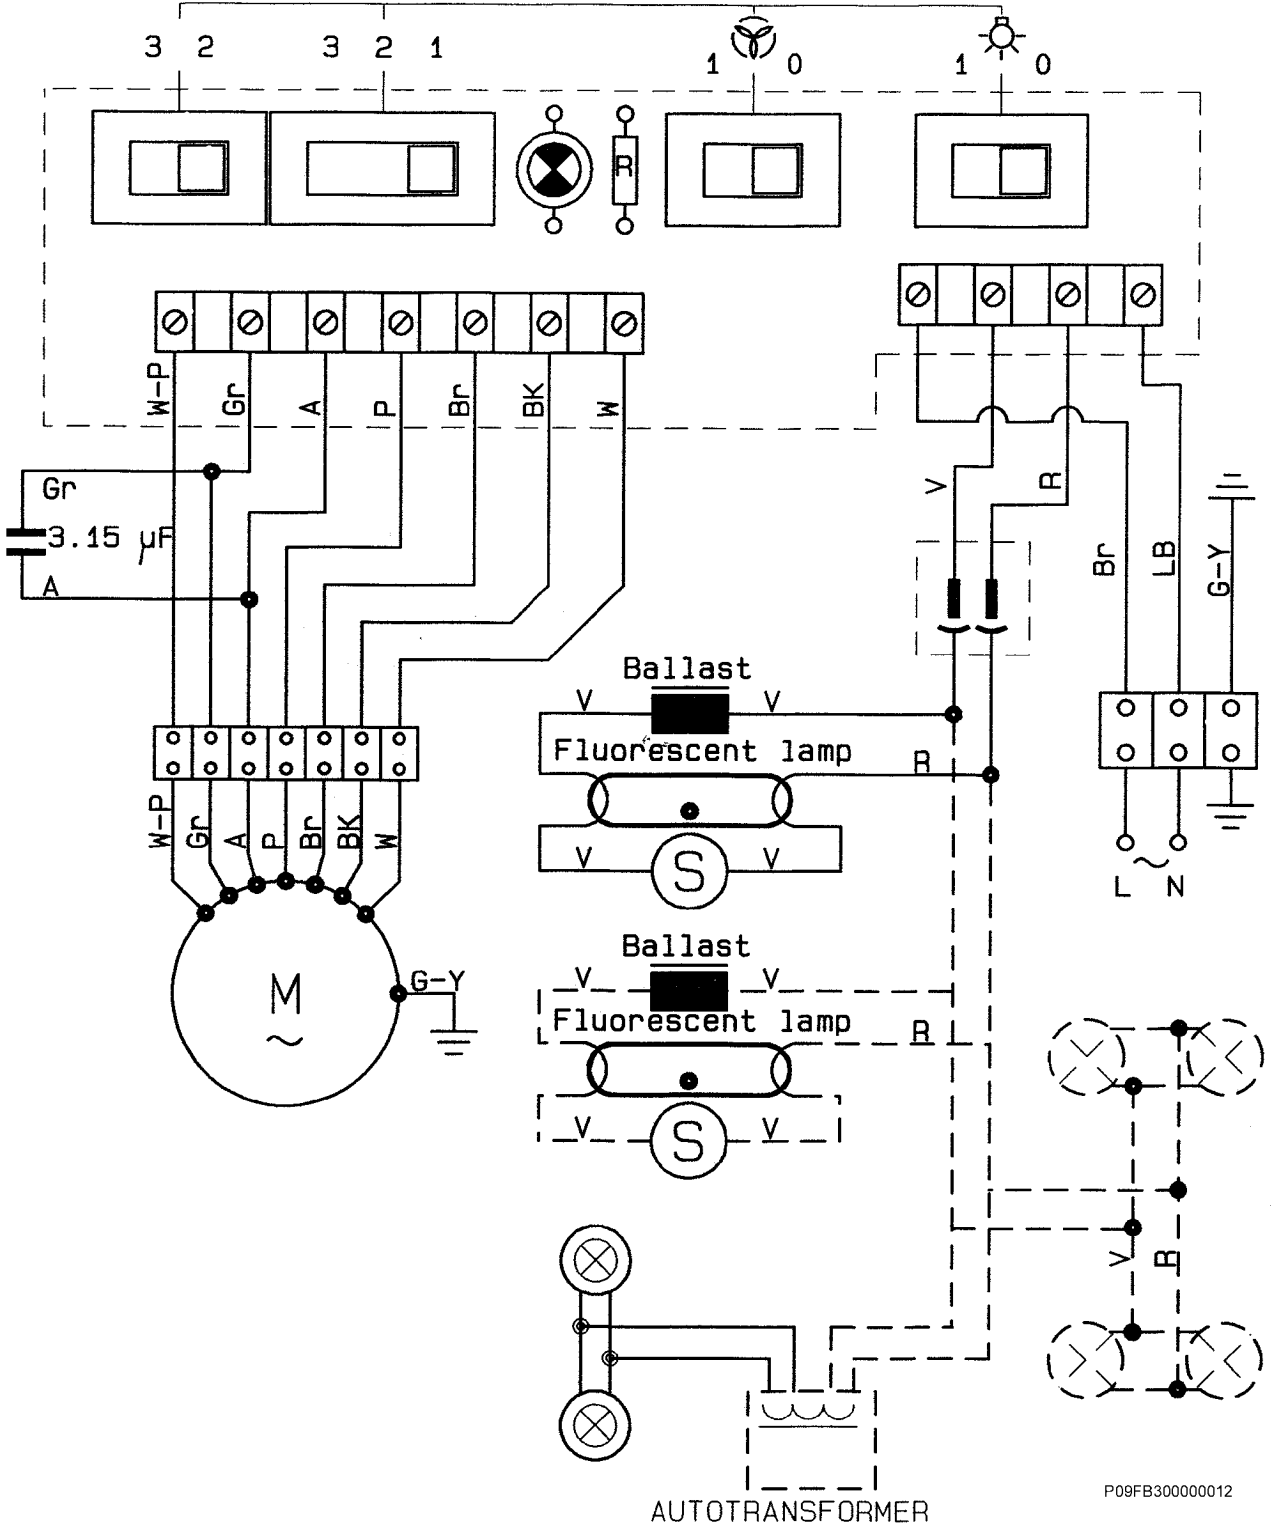 3 2 3 2 1 1 0 1 0
R
W-P Gr A P Br BK W
V R
Gr
3.15 µF
A
Br LB G-Y
Ballast
V V
Fluorescent lamp
R
W-P Gr A P Br BK W
V V
S
L ~ N
Ballast
M
~
G-Y
V V
Fluorescent lamp
R
V V
S
V R
AUTOTRANSFORMER
P09FB300000012